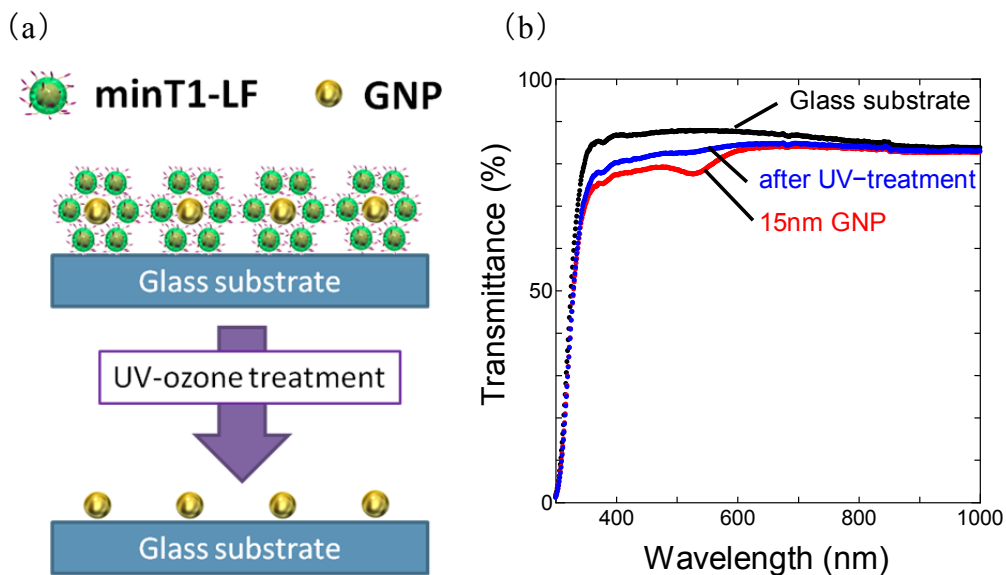 (a)
minT1-LF
GNP
Glass substrate
UV-ozone treatment
Glass substrate
(b)
100
50
0
400
600
800
1000
Transmittance (%)
Wavelength (nm)
Glass substrate
after UV−treatment
15nm GNP